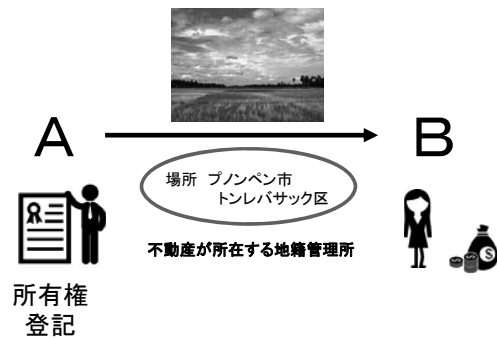 A
B
場所 プノンペン市
トンレバサック区
不動産が所在する地籍管理所
所有権
登記
$